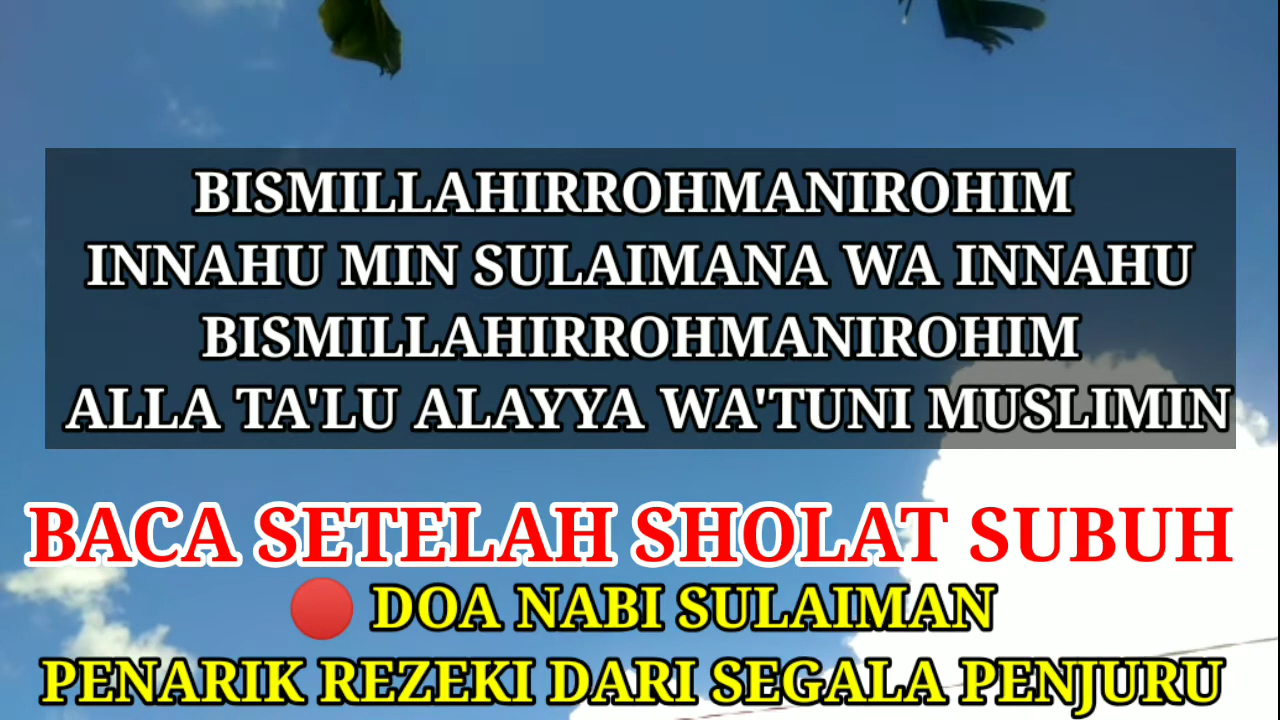 BISMILLAHIRROHMANIROHIM
INNAHU MIN SULAIMANA WA INNAHU
BISMILLAHIRROHMANIROHIM
ALLA TA'LU ALAYYA WA'TUNI MUSLIMIN
BACA SETELAH SHOLAT SUBUH
🔴 DOA NABI SULAIMAN
PENARIK REZEKI DARI SEGALA PENJURU